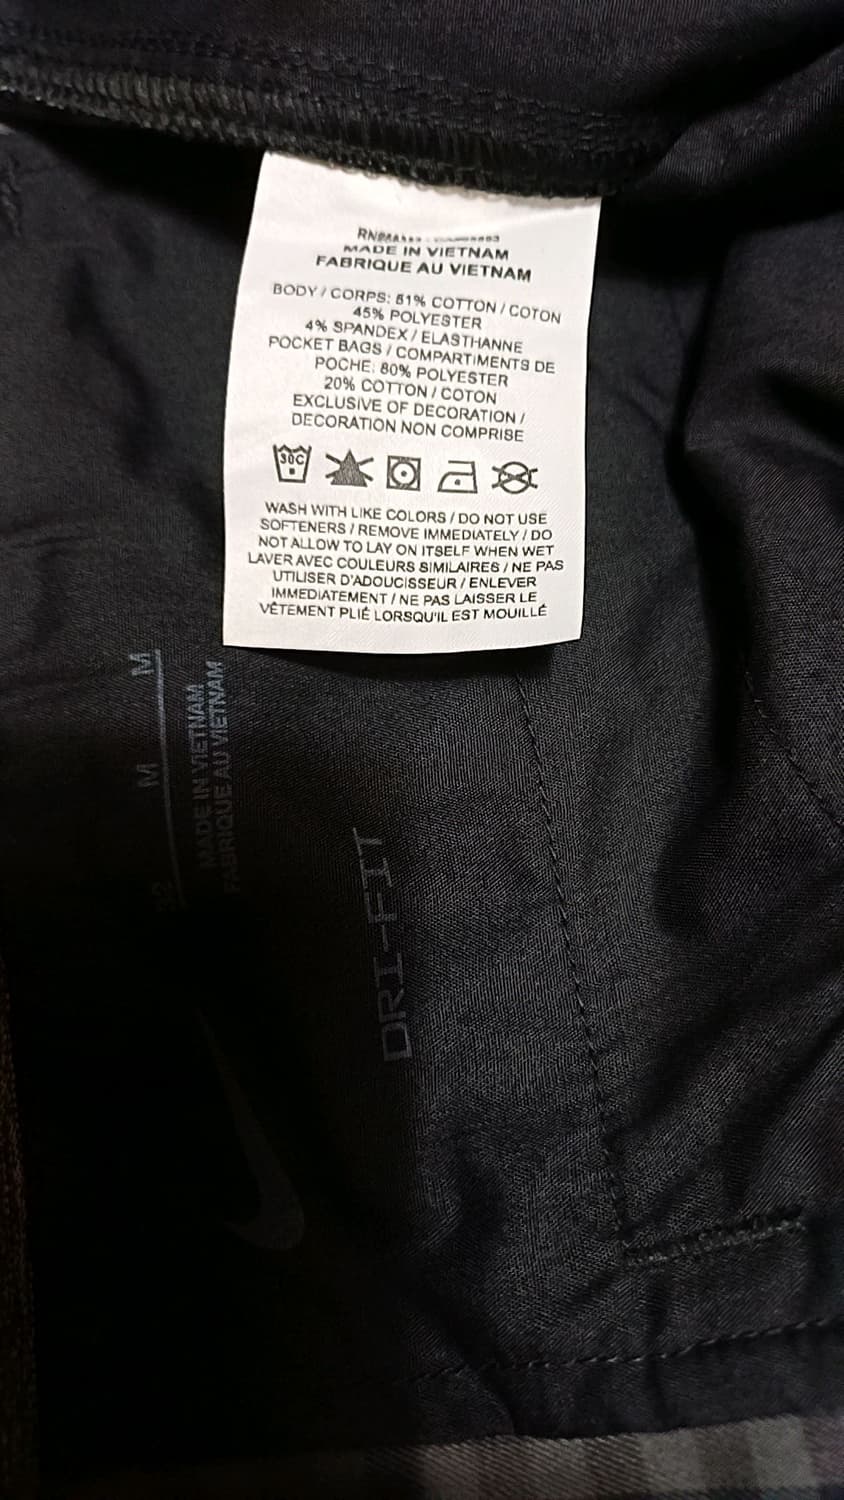 MADE IN VIETNAM
FABRIQUE AU VIETNAM
BODY / CORPS: 51% COTTON / COTON
45% POLYESTER
4% SPANDEX / ELASTHANNE
POCKET BAGS / COMPARTIMENTS DE
POCHE: 80% POLYESTER
20% COTTON / COTON
EXCLUSIVE OF DECORATION /
DECORATION NON COMPRISE
30C
WASH WITH LIKE COLORS / DO NOT USE
SOFTENERS / REMOVE IMMEDIATELY / DO
NOT ALLOW TO LAY ON ITSELF WHEN WET
LAVER AVEC COULEURS SIMILAIRES / NE PAS
UTILISER D'ADOUCISSEUR / ENLEVER
IMMEDIATEMENT / NE PAS LAISSER LE
VÊTEMENT PLIÉ LORSQU'IL EST MOUILLÉ
M
M
MADE IN VIETNAM
FABRIQUE AU VIETNAM
DRI-FIT